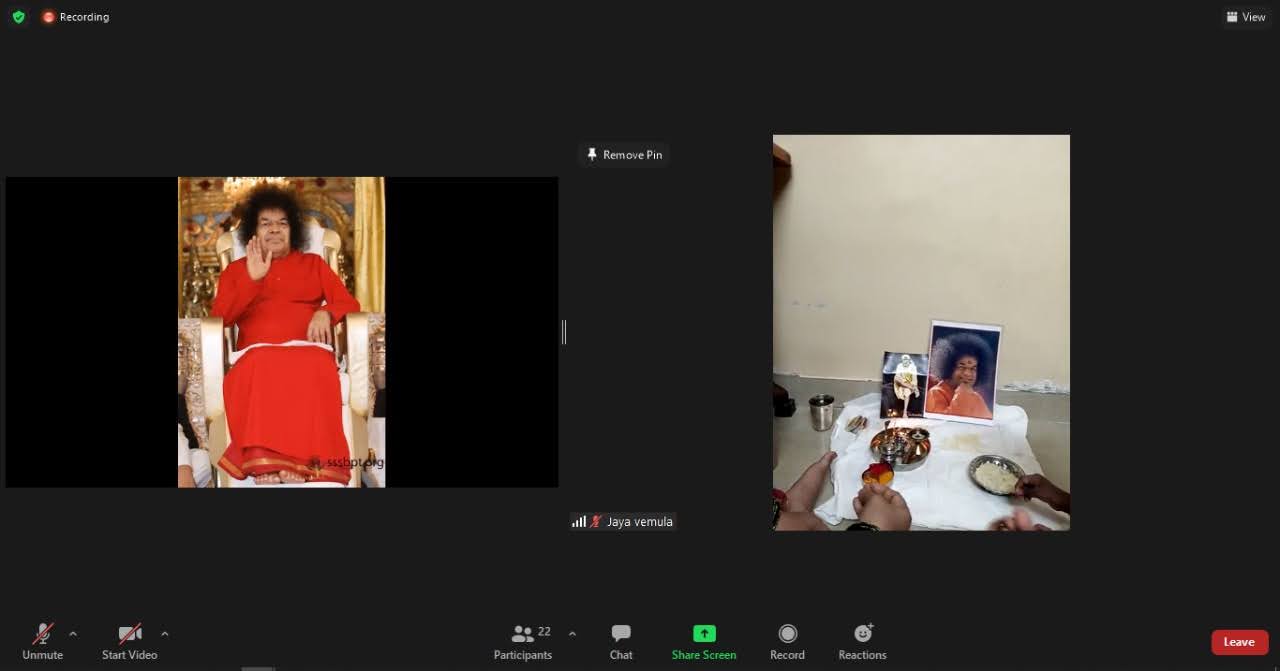 Recording
View
Remove Pin
sssbpt.org
Jaya vemula
Unmute
Start Video
22
Participants
Chat
Share Screen
Record
Reactions
Leave